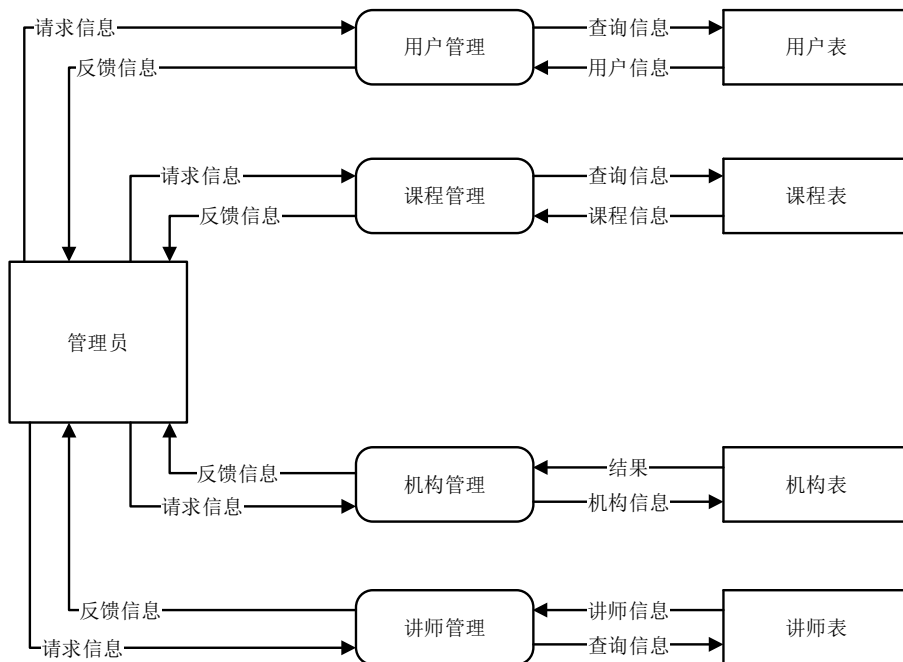 请求信息
用户管理
查询信息
用户表
反馈信息
用户信息
请求信息
课程管理
查询信息
课程表
反馈信息
课程信息
管理员
反馈信息
机构管理
结果
机构表
请求信息
机构信息
反馈信息
讲师管理
讲师信息
讲师表
请求信息
查询信息